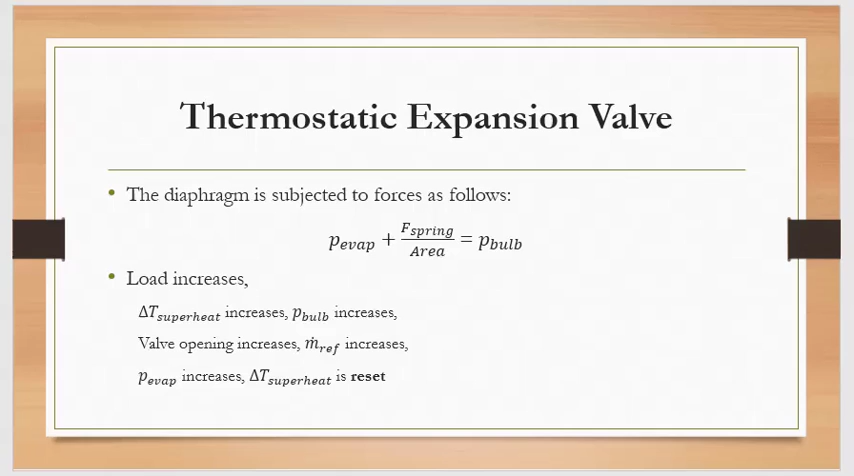 Thermostatic Expansion Valve
• The diaphragm is subjected to forces as follows:
p_evap + F_spring/Area = p_bulb
• Load increases,
ΔT_superheat increases, p_bulb increases,
Valve opening increases, ṁ_ref increases,
p_evap increases, ΔT_superheat is reset